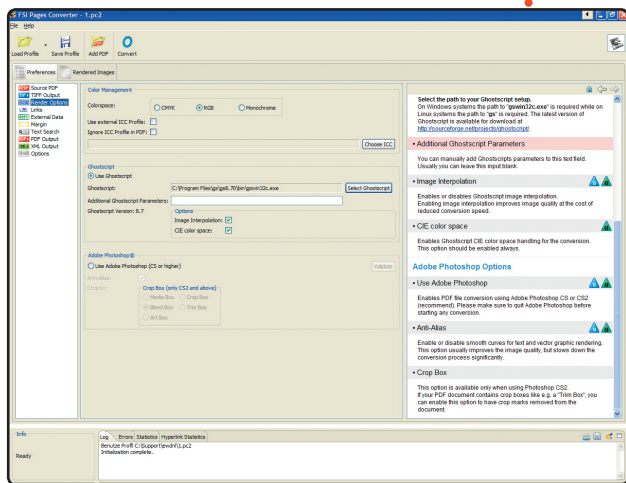 FSI Pages Converter - 1.pc2
File Help
Load Profile Save Profile Add PDF Convert
Preferences Rendered Images
Source PDF
TIFF Output
Render Options
Links
External Data
Margin
Text Search
PDF Output
XML Output
Options
Color Management
Colorspace: CMYK RGB Monochrome
Use external ICC Profile:
Ignore ICC Profile in PDF:
Choose ICC
Ghostscript
Use Ghostscript
Ghostscript: C:\Program Files\gs\gs8.70\bin\gswin32c.exe Select Ghostscript
Additional Ghostscript Parameters:
Ghostscript Version: 8.7 Options
Image Interpolation:
CIE color space:
Adobe Photoshop®
Use Adobe Photoshop (CS or higher) Validate
Anti-Alias:
Crop to: Crop Box (only CS2 and above)
Media Box Crop Box
Bleed Box Trim Box
Art Box
Select the path to your Ghostscript setup.
On Windows systems the path to "gswin32c.exe" is required while on
Linux systems the path to "gs" is required. The latest version of
Ghostscript is available for download at
http://sourceforge.net/projects/ghostscript/.
• Additional Ghostscript Parameters
You can manually add Ghostscripts parameters to this text field.
Usually you can leave this input blank.
• Image Interpolation
Enables or disables Ghostscript image interpolation.
Enabling image interpolation improves image quality at the cost of
reduced conversion speed.
• CIE color space
Enables Ghostscript CIE color space handling for the conversion.
This option should be enabled always.
Adobe Photoshop Options
• Use Adobe Photoshop
Enables PDF file conversion using Adobe Photoshop CS or CS2
(recommend). Please make sure to quit Adobe Photoshop before
starting any conversion.
• Anti-Alias
Enable or disable smooth curves for text and vector graphic rendering.
This option usually improves the image quality, but slows down the
conversion process significantly.
• Crop Box
This option is available only when using Photoshop CS2.
If your PDF document contains crop boxes like e.g. a "Trim Box", you
can enable this option to have crop marks removed from the
document.
Info
Ready
Log Errors Statistics Hyperlink Statistics
Benutze Profil C:\Support\ewdnf\1.pc2
Initialization complete.